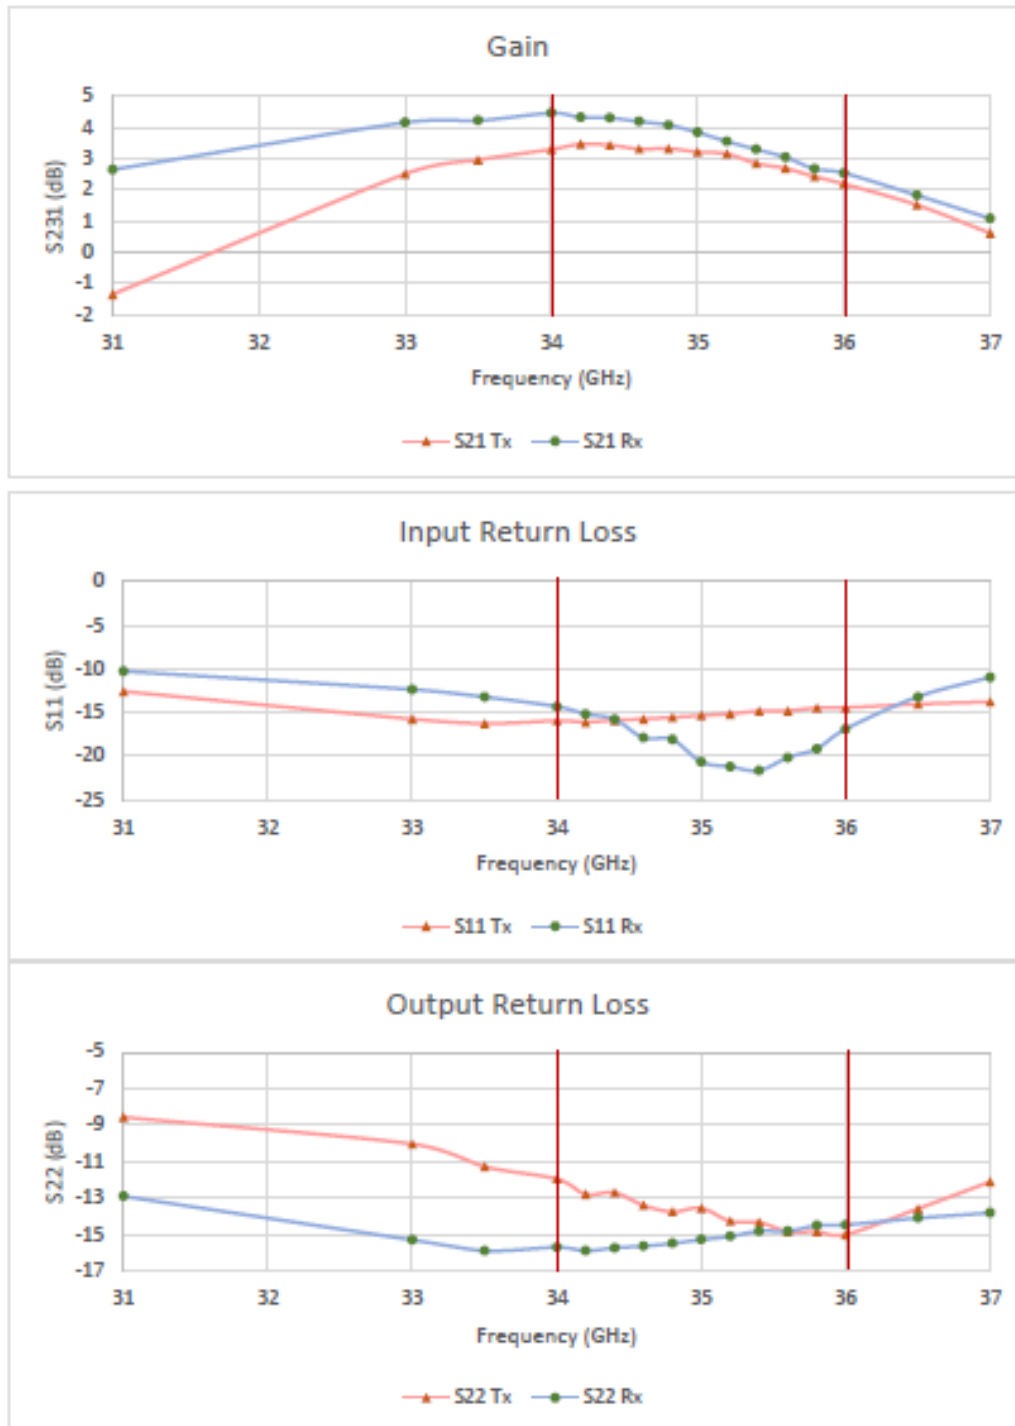 Gain
5
4
3
2
1
0
-1
-2
S231 (dB)
31 32 33 34 35 36 37
Frequency (GHz)
S21 Tx S21 Rx
Input Return Loss
0
-5
-10
-15
-20
-25
S11 (dB)
31 32 33 34 35 36 37
Frequency (GHz)
S11 Tx S11 Rx
Output Return Loss
-5
-7
-9
-11
-13
-15
-17
S22 (dB)
31 32 33 34 35 36 37
Frequency (GHz)
S22 Tx S22 Rx